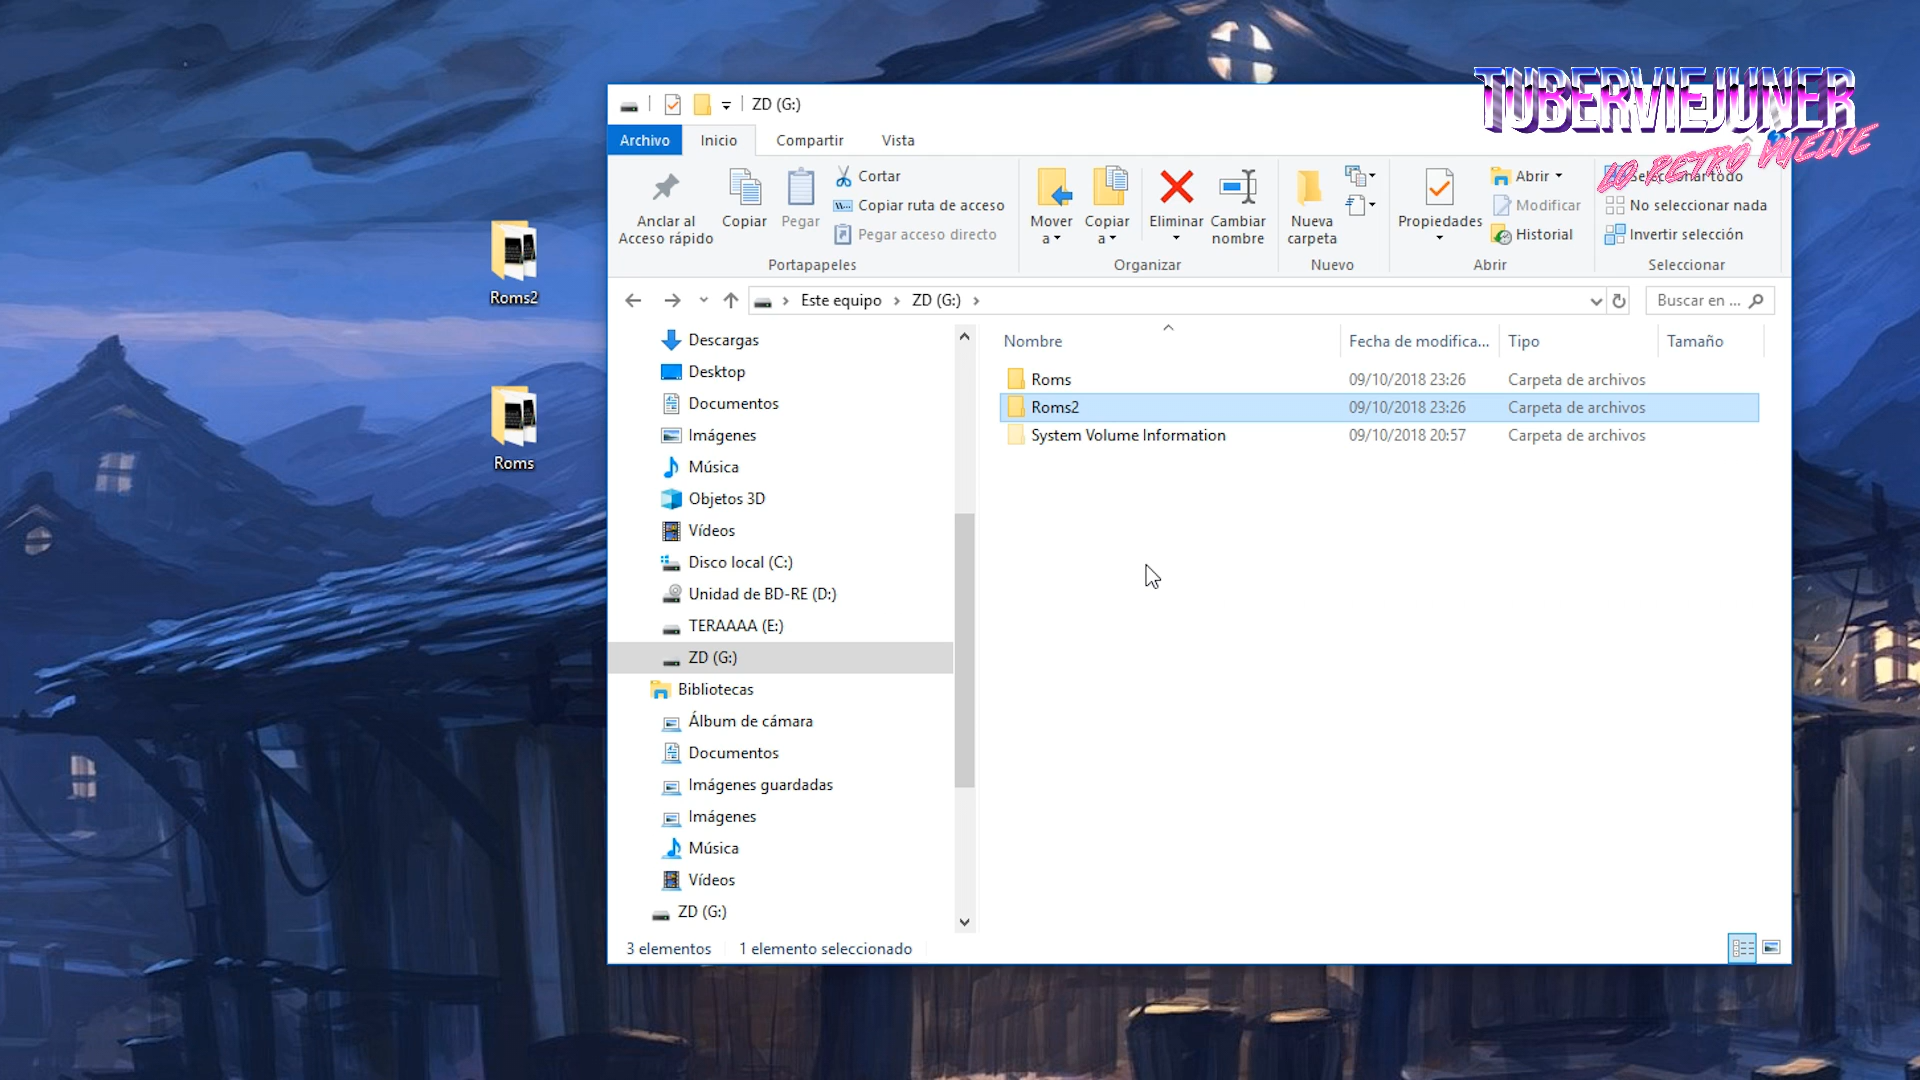 TUBERVIEJUNER
LO RETRO VUELVE
Roms2
Roms
ZD (G:)
Archivo
Inicio
Compartir
Vista
Anclar al
Acceso rápido
Copiar
Pegar
Cortar
Copiar ruta de acceso
Pegar acceso directo
Portapapeles
Mover
a
Copiar
a
Eliminar
Cambiar
nombre
Organizar
Nueva
carpeta
Nuevo
Propiedades
Abrir
Modificar
Historial
Abrir
Seleccionar todo
No seleccionar nada
Invertir selección
Seleccionar
Este equipo
ZD (G:)
Buscar en ...
Descargas
Desktop
Documentos
Imágenes
Música
Objetos 3D
Vídeos
Disco local (C:)
Unidad de BD-RE (D:)
TERAAAA (E:)
ZD (G:)
Bibliotecas
Álbum de cámara
Documentos
Imágenes guardadas
Imágenes
Música
Vídeos
ZD (G:)
Nombre Fecha de modifica... Tipo Tamaño
Roms 09/10/2018 23:26 Carpeta de archivos
Roms2 09/10/2018 23:26 Carpeta de archivos
System Volume Information 09/10/2018 20:57 Carpeta de archivos
3 elementos 1 elemento seleccionado